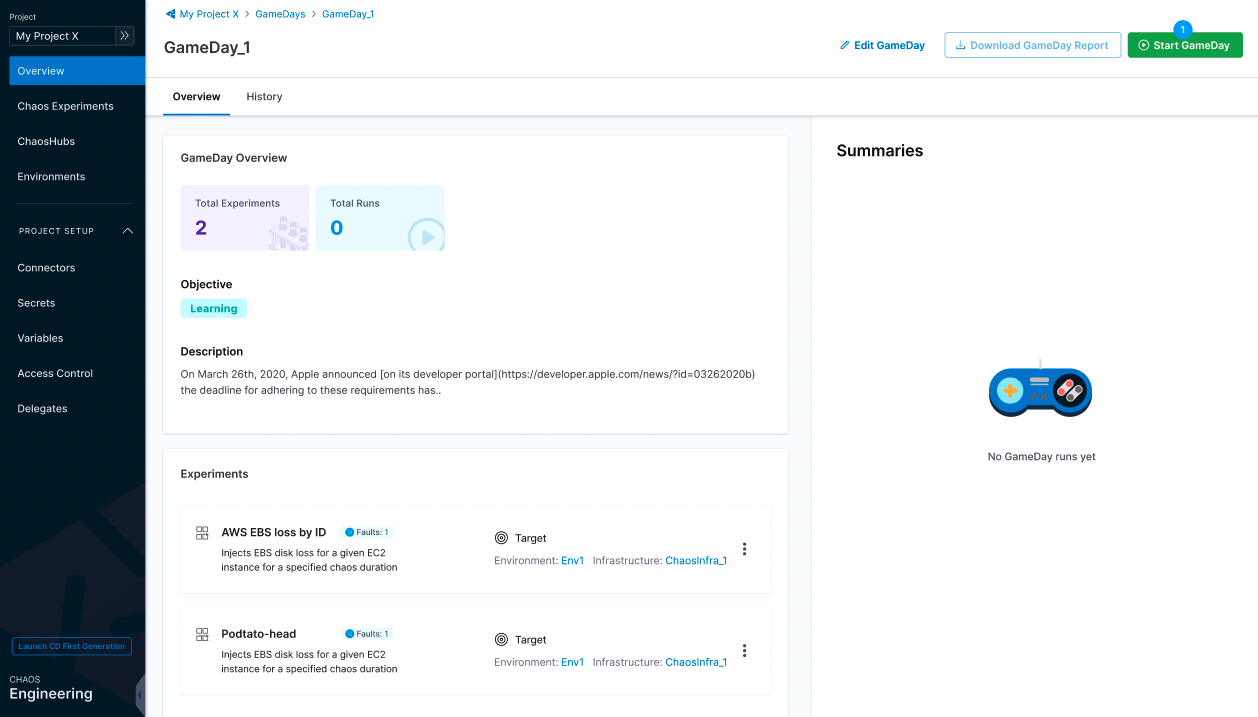 Project
My Project X
Overview
Chaos Experiments
ChaosHubs
Environments
PROJECT SETUP
Connectors
Secrets
Variables
Access Control
Delegates
Launch CD First Generation
CHAOS
Engineering
My Project X > GameDays > GameDay_1
GameDay_1
Edit GameDay
Download GameDay Report
1
Start GameDay
Overview
History
GameDay Overview
Total Experiments
2
Total Runs
0
Objective
Learning
Description
On March 26th, 2020, Apple announced [on its developer portal](https://developer.apple.com/news/?id=03262020b)
the deadline for adhering to these requirements has..
Experiments
AWS EBS loss by ID
Faults: 1
Injects EBS disk loss for a given EC2
instance for a specified chaos duration
Target
Environment: Env1 Infrastructure: ChaosInfra_1
Podtato-head
Faults: 1
Injects EBS disk loss for a given EC2
instance for a specified chaos duration
Target
Environment: Env1 Infrastructure: ChaosInfra_1
Summaries
No GameDay runs yet